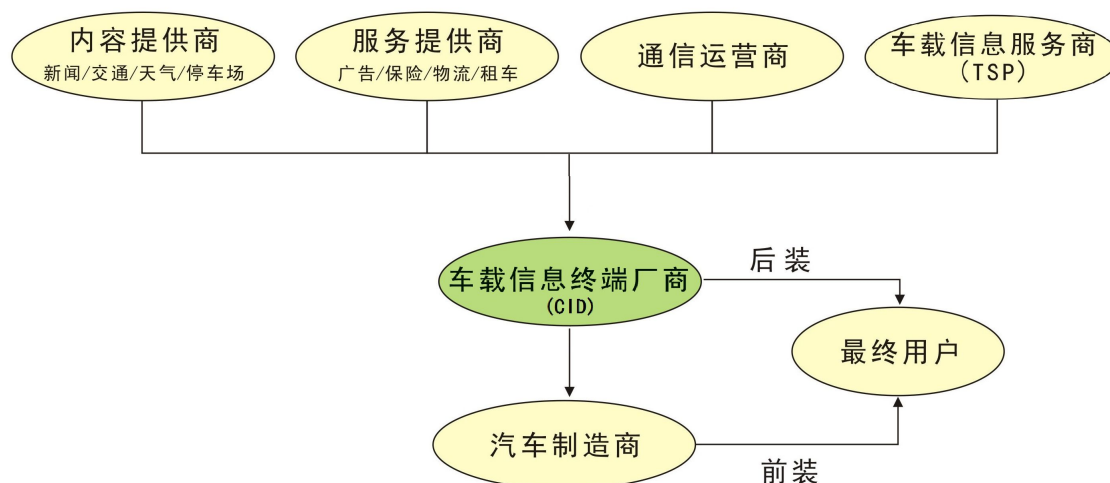 内容提供商
新闻/交通/天气/停车场
服务提供商
广告/保险/物流/租车
通信运营商
车载信息服务商
(TSP)
车载信息终端厂商
(CID)
后装
最终用户
汽车制造商
前装